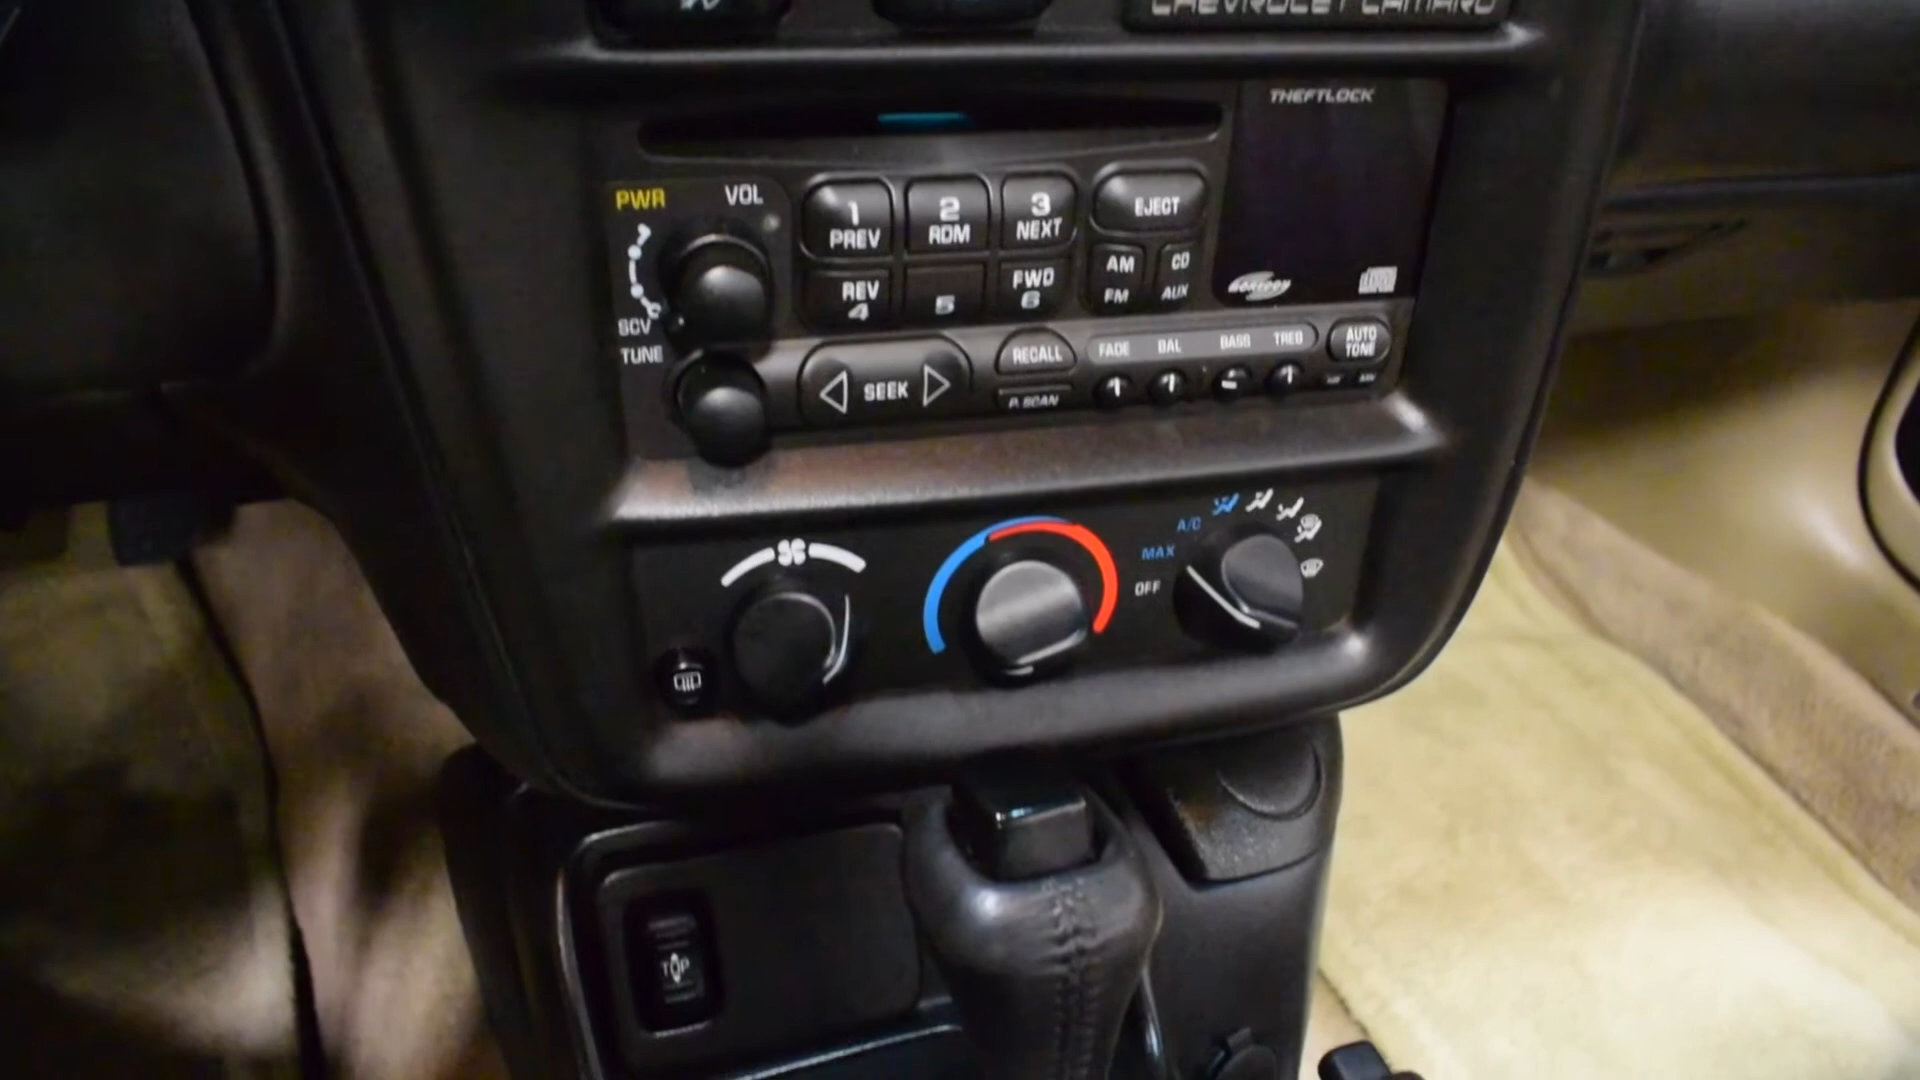 CHEVROLET CAMARO
THEFTLOCK
PWR VOL
1 PREV
2 RDM
3 NEXT
EJECT
REV 4
5
FWD 6
AM FM
CD AUX
SCV
TUNE
SEEK
RECALL
P. SCAN
FADE BAL BASS TREB
AUTO TONE
A/C
MAX
OFF
TOP